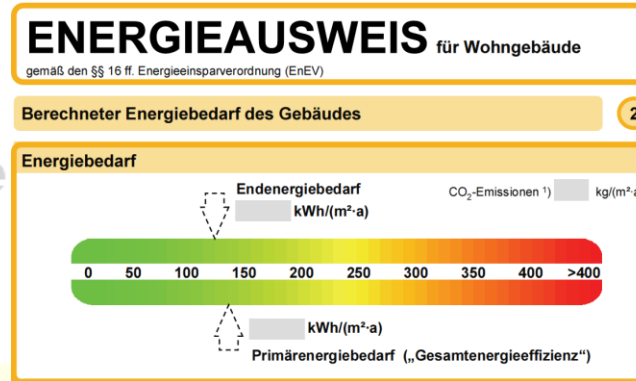 ENERGIEAUSWEIS für Wohngebäude
gemäß den §§ 16 ff. Energieeinsparverordnung (EnEV)
Berechneter Energiebedarf des Gebäudes 2
Energiebedarf
e
Endenergiebedarf CO₂-Emissionen ¹) kg/(m²·a
kWh/(m²·a)
0 50 100 150 200 250 300 350 400 >400
kWh/(m²·a)
Primärenergiebedarf („Gesamtenergieeffizienz“)